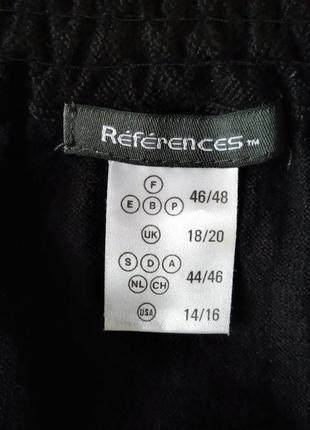 Références™
F
E B P 46/48
UK 18/20
S D A
NL CH 44/46
USA 14/16